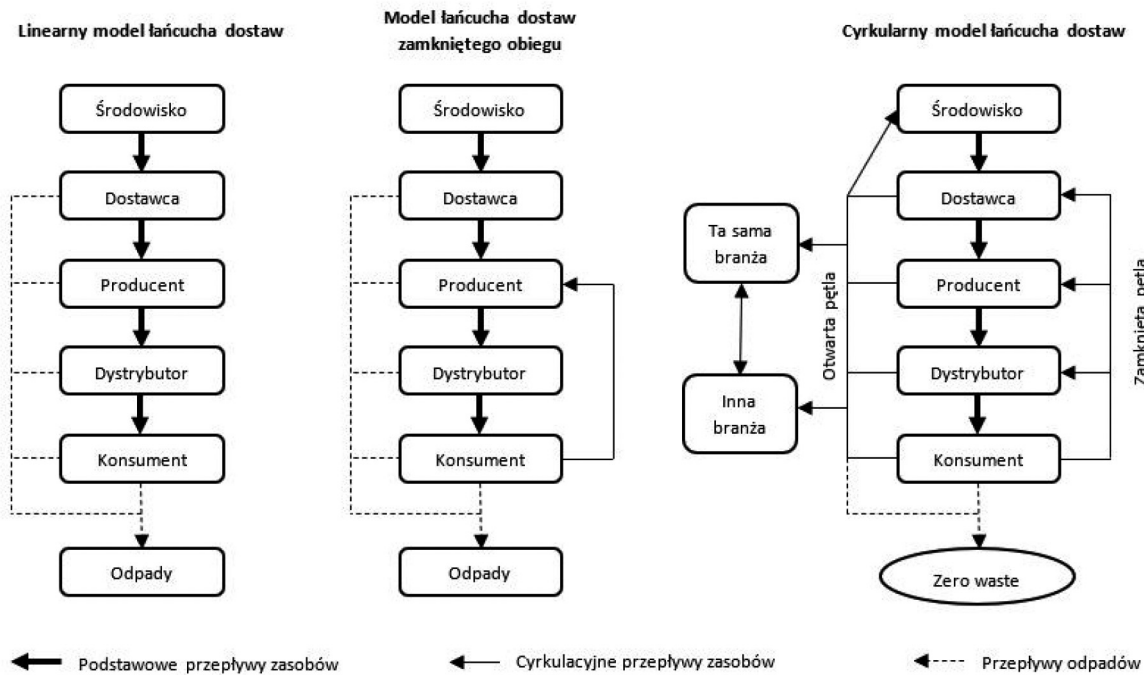 Linearny model łańcucha dostaw
Środowisko
Dostawca
Producent
Dystrybutor
Konsument
Odpady
Model łańcucha dostaw
zamkniętego obiegu
Środowisko
Dostawca
Producent
Dystrybutor
Konsument
Odpady
Cyrkularny model łańcucha dostaw
Środowisko
Dostawca
Producent
Dystrybutor
Konsument
Zero waste
Ta sama
branża
Inna
branża
Otwarta pętla
Zamknięta pętla
Podstawowe przepływy zasobów
Cyrkulacyjne przepływy zasobów
Przepływy odpadów